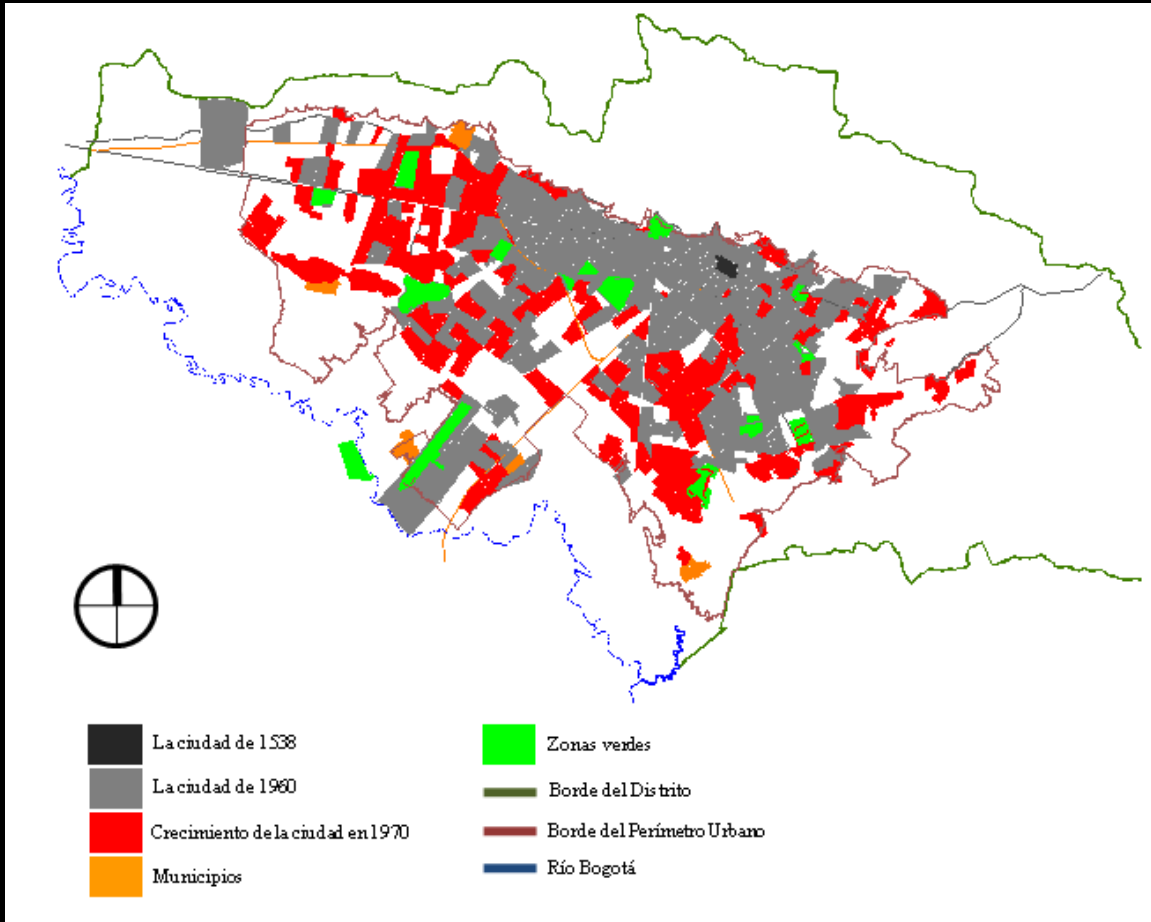 La ciudad de 1538
La ciudad de 1960
Crecimiento de la ciudad en 1970
Municipios
Zonas verdes
Borde del Distrito
Borde del Perímetro Urbano
Río Bogotá